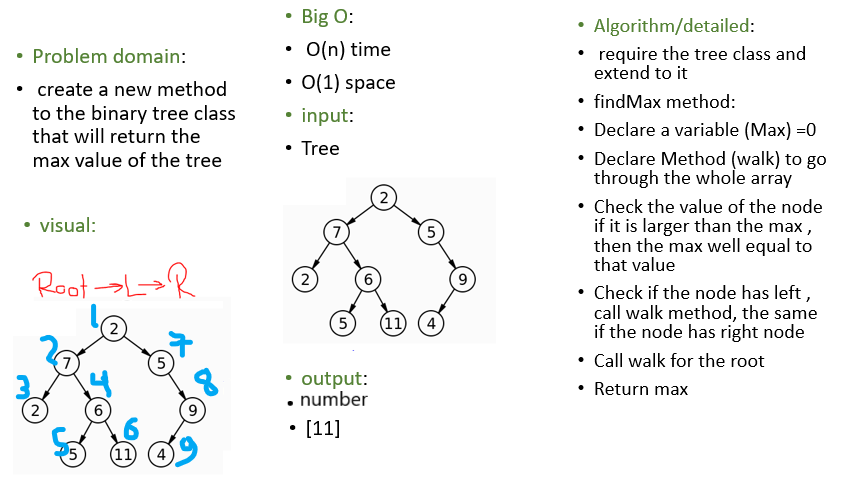 • Problem domain:
• create a new method
to the binary tree class
that will return the
max value of the tree
• visual:
Root → L → R
1
2
2
7
7
5
3
4
8
2
6
9
5
6
9
5
11
4
• Big O:
• O(n) time
• O(1) space
• input:
• Tree
2
7
5
2
6
9
5
11
4
• output:
• number
• [11]
• Algorithm/detailed:
• require the tree class and
extend to it
• findMax method:
• Declare a variable (Max) =0
• Declare Method (walk) to go
through the whole array
• Check the value of the node
if it is larger than the max ,
then the max well equal to
that value
• Check if the node has left ,
call walk method, the same
if the node has right node
• Call walk for the root
• Return max